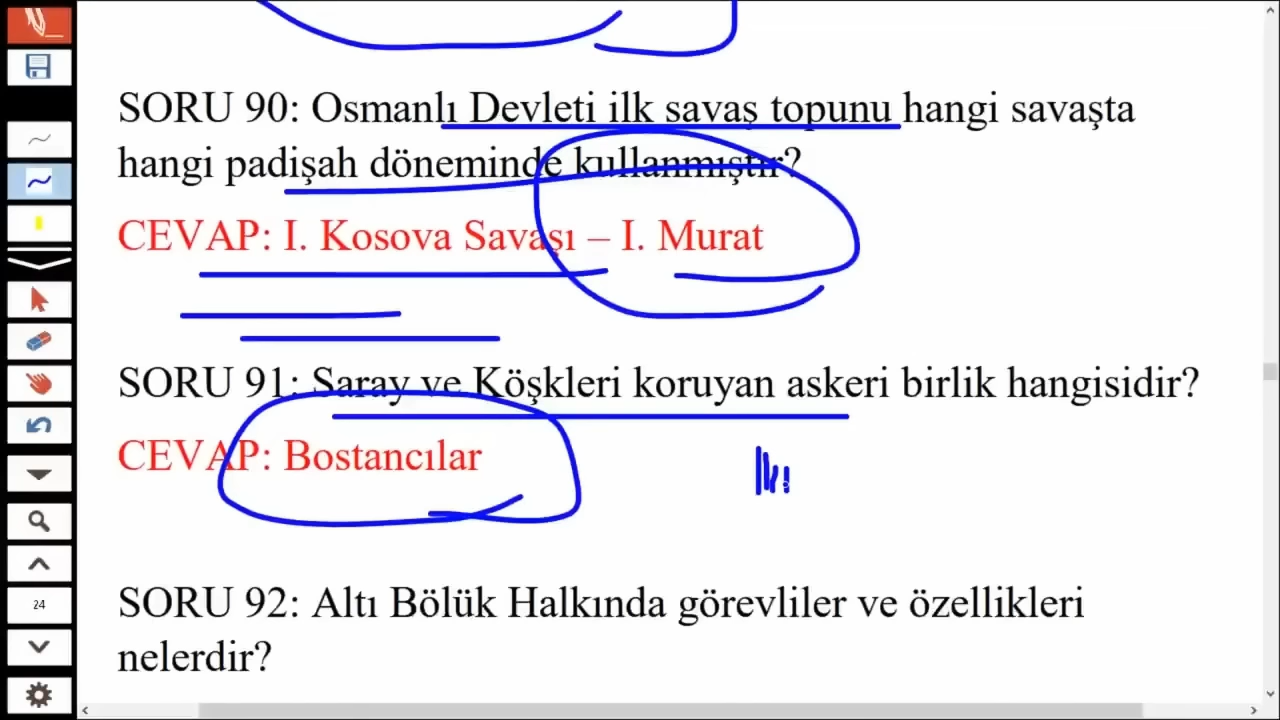 SORU 90: Osmanlı Devleti ilk savaş topunu hangi savaşta
hangi padişah döneminde kullanmıştır?
CEVAP: I. Kosova Savaşı – I. Murat
SORU 91: Saray ve Köşkleri koruyan askeri birlik hangisidir?
CEVAP: Bostancılar
24
SORU 92: Altı Bölük Halkında görevliler ve özellikleri
nelerdir?